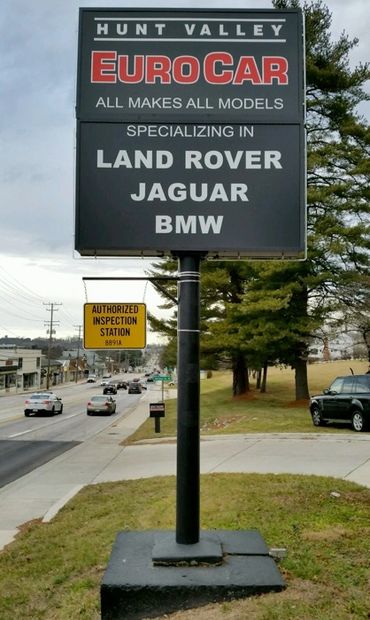 HUNT VALLEY
EUROCAR
ALL MAKES ALL MODELS
SPECIALIZING IN
LAND ROVER
JAGUAR
BMW
AUTHORIZED
INSPECTION
STATION
8891A